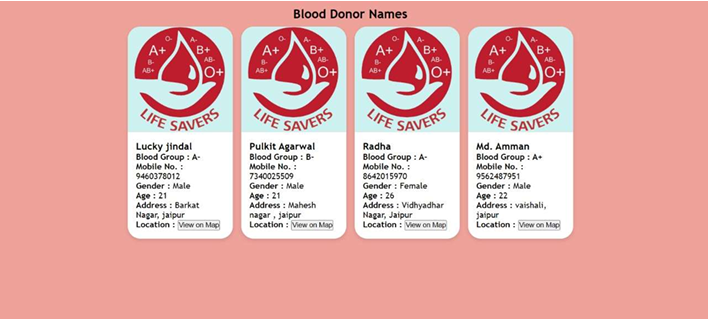 Blood Donor Names
O-
A-
A+
B+
B-
AB-
AB+
O+
LIFE SAVERS
Lucky jindal
Blood Group : A-
Mobile No. :
9460378012
Gender : Male
Age : 21
Address : Barkat
Nagar, jaipur
Location : View on Map
O-
A-
A+
B+
B-
AB-
AB+
O+
LIFE SAVERS
Pulkit Agarwal
Blood Group : B-
Mobile No. :
7340025509
Gender : Male
Age : 21
Address : Mahesh
nagar , jaipur
Location : View on Map
O-
A-
A+
B+
B-
AB-
AB+
O+
LIFE SAVERS
Radha
Blood Group : A-
Mobile No. :
8642015970
Gender : Female
Age : 26
Address : Vidhyadhar
Nagar, Jaipur
Location : View on Map
O-
A-
A+
B+
B-
AB-
AB+
O+
LIFE SAVERS
Md. Amman
Blood Group : A+
Mobile No. :
9562487951
Gender : Male
Age : 22
Address : vaishali,
jaipur
Location : View on Map